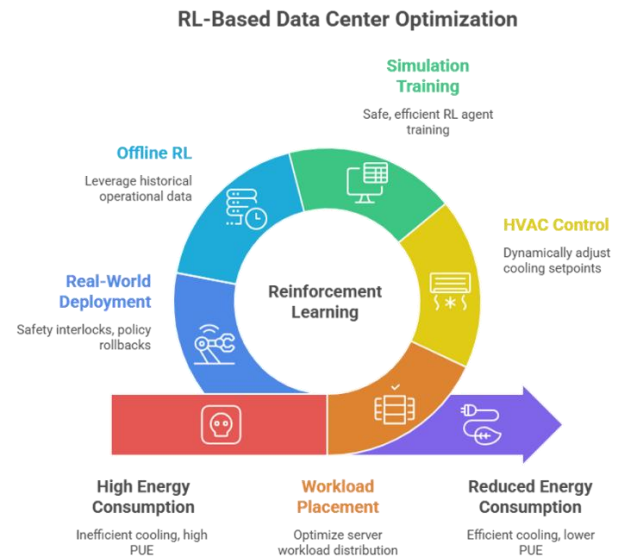 RL-Based Data Center Optimization
Simulation
Training
Safe, efficient RL agent
training
Offline RL
Leverage historical
operational data
HVAC Control
Dynamically adjust
cooling setpoints
Real-World
Deployment
Safety interlocks, policy
rollbacks
Reinforcement
Learning
High Energy
Consumption
Inefficient cooling, high
PUE
Workload
Placement
Optimize server
workload distribution
Reduced Energy
Consumption
Efficient cooling, lower
PUE